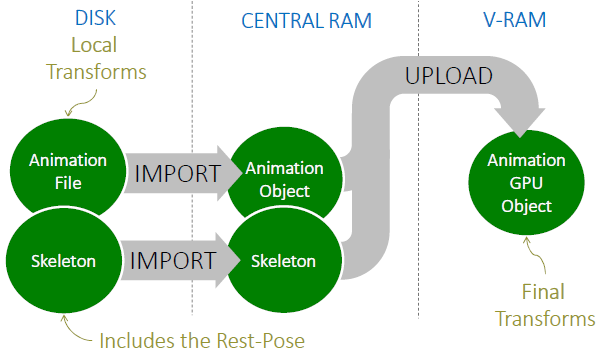 DISK
CENTRAL RAM
V-RAM
Local
Transforms
UPLOAD
Animation
File
IMPORT
Animation
Object
Animation
GPU
Object
Skeleton
IMPORT
Skeleton
Final
Transforms
Includes the Rest-Pose